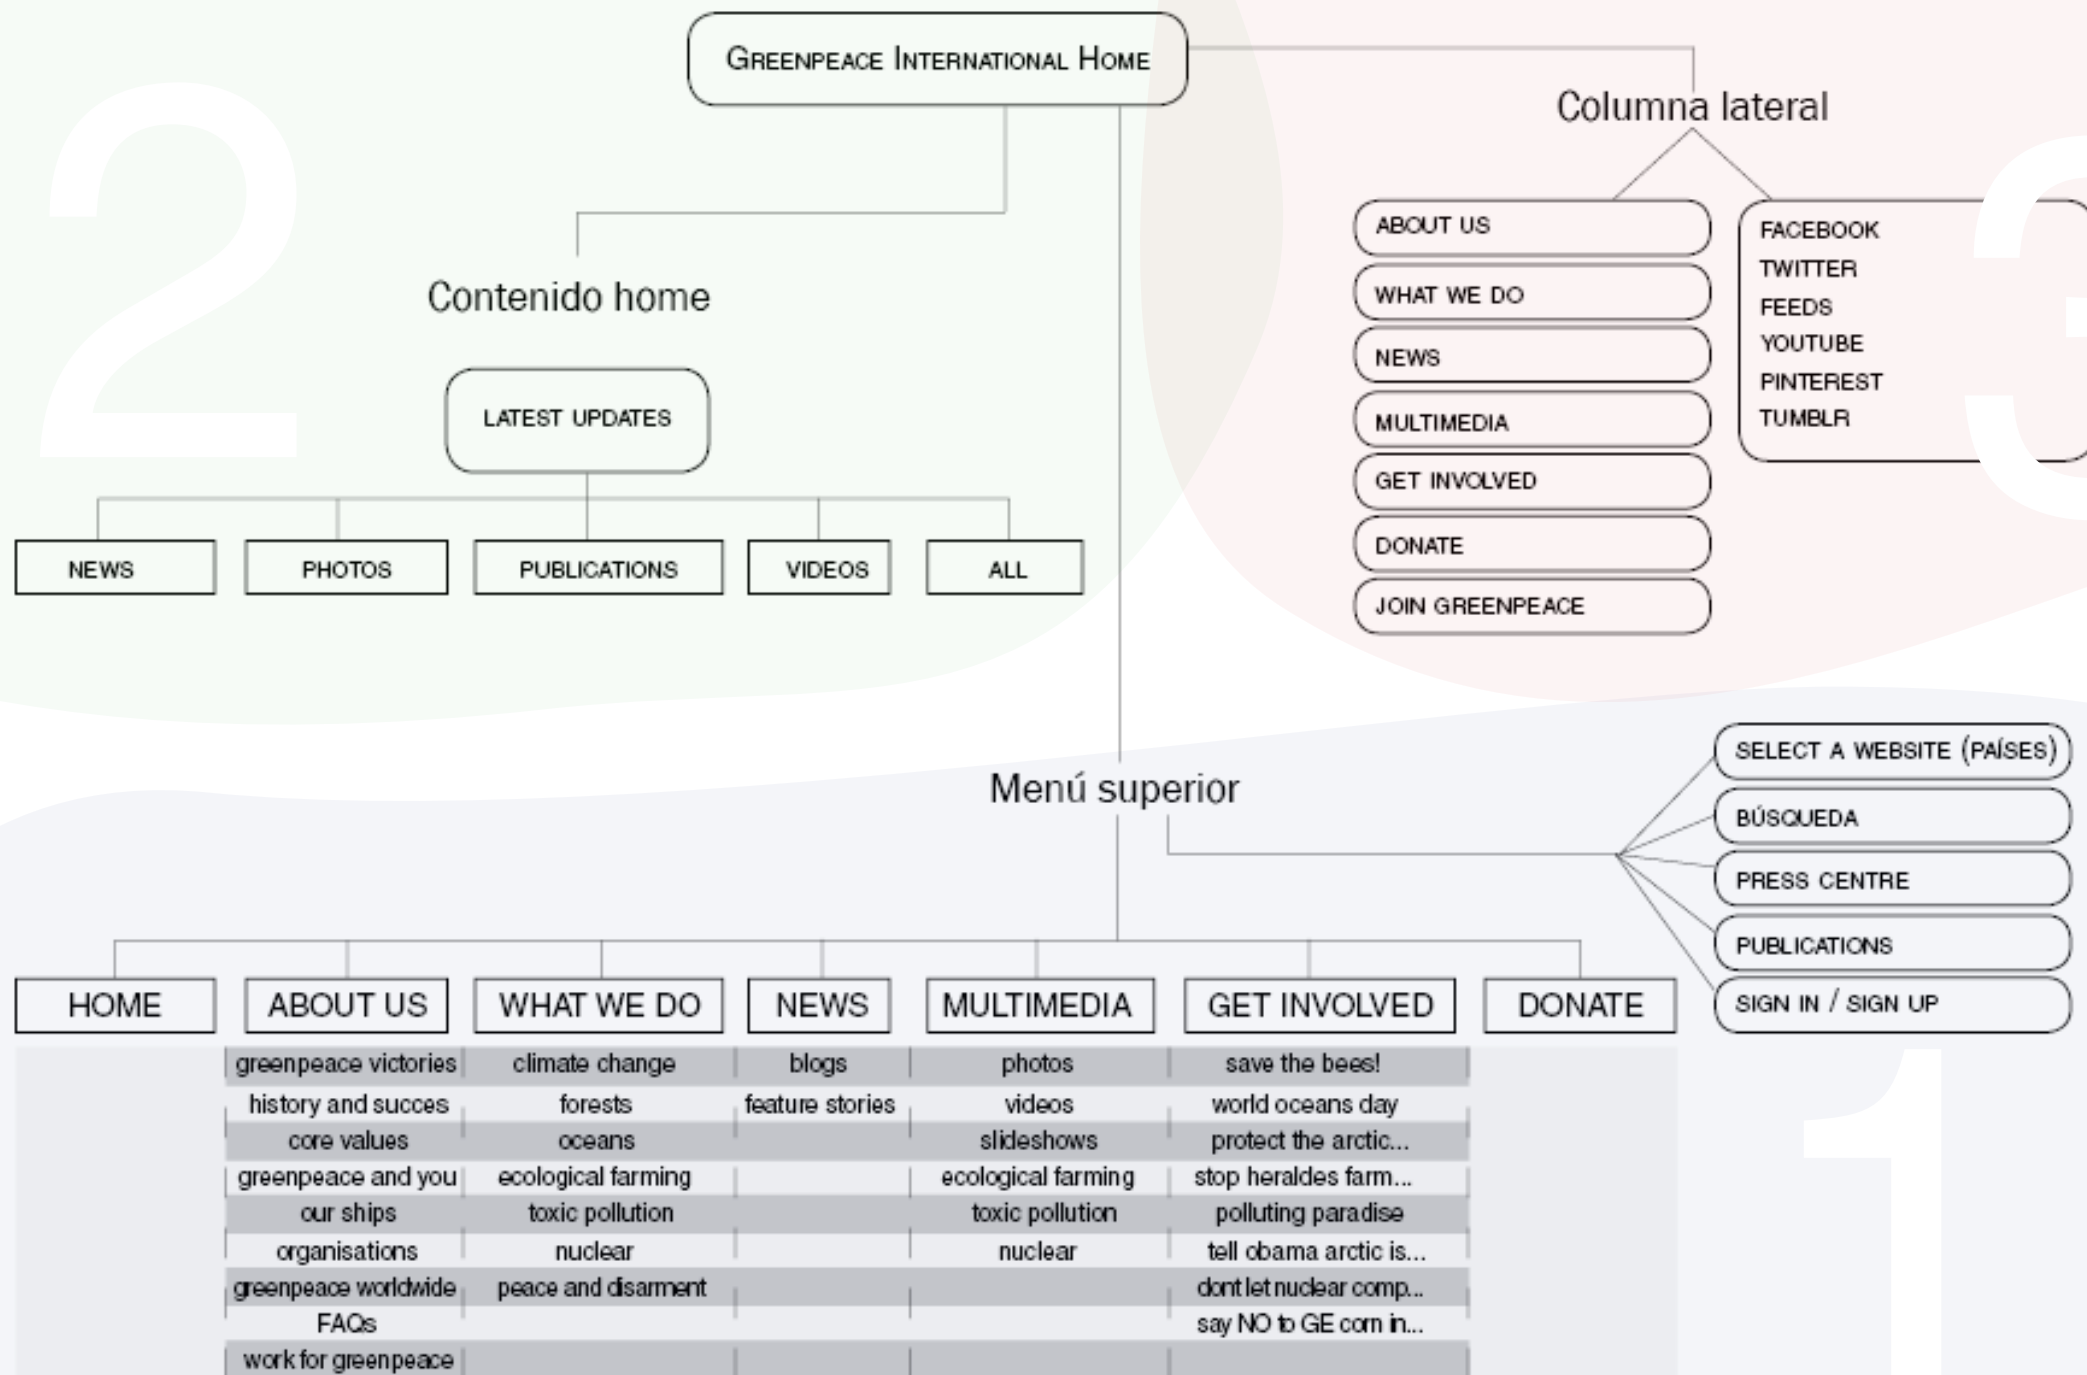 GREENPEACE INTERNATIONAL HOME
2
Contenido home
LATEST UPDATES
NEWS
PHOTOS
PUBLICATIONS
VIDEOS
ALL
3
Columna lateral
ABOUT US
WHAT WE DO
NEWS
MULTIMEDIA
GET INVOLVED
DONATE
JOIN GREENPEACE
FACEBOOK
TWITTER
FEEDS
YOUTUBE
PINTEREST
TUMBLR
1
Menú superior
SELECT A WEBSITE (PAÍSES)
BÚSQUEDA
PRESS CENTRE
PUBLICATIONS
SIGN IN / SIGN UP
HOME
ABOUT US
greenpeace victories
history and succes
core values
greenpeace and you
our ships
organisations
greenpeace worldwide
FAQs
work for greenpeace
WHAT WE DO
climate change
forests
oceans
ecological farming
toxic pollution
nuclear
peace and disarment
NEWS
blogs
feature stories
MULTIMEDIA
photos
videos
slideshows
ecological farming
toxic pollution
nuclear
GET INVOLVED
save the bees!
world oceans day
protect the arctic...
stop heraldes farm...
polluting paradise
tell obama arctic is...
dont let nuclear comp...
say NO to GE corn in...
DONATE